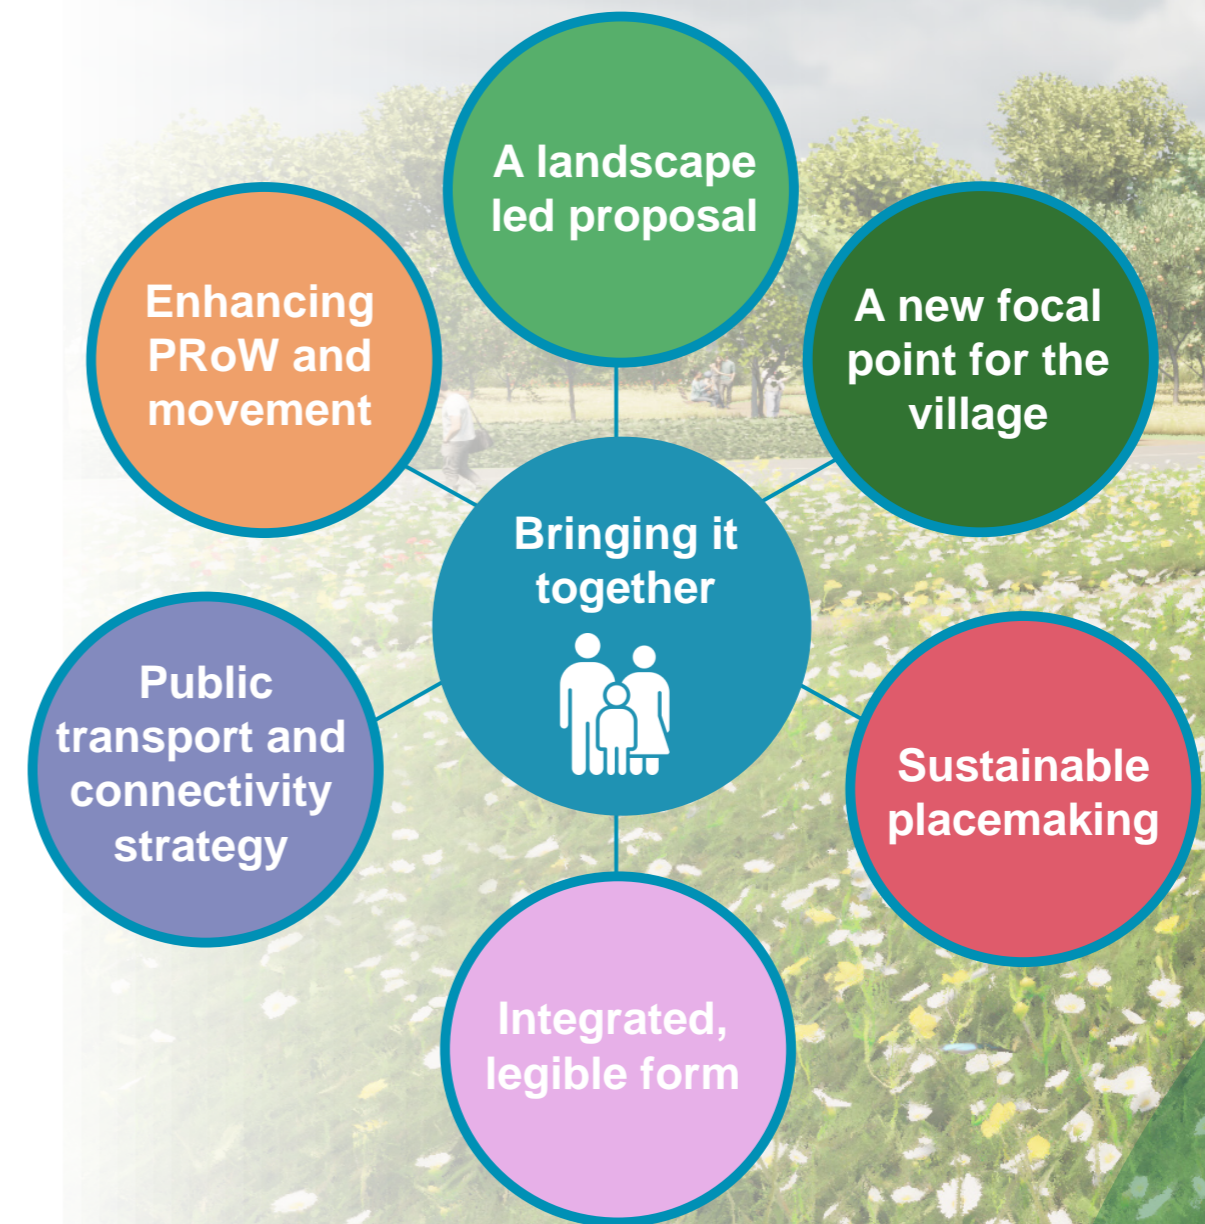 A landscape
led proposal
Enhancing
PRoW and
movement
A new focal
point for the
village
Bringing it
together
Public
transport and
connectivity
strategy
Sustainable
placemaking
Integrated,
legible form